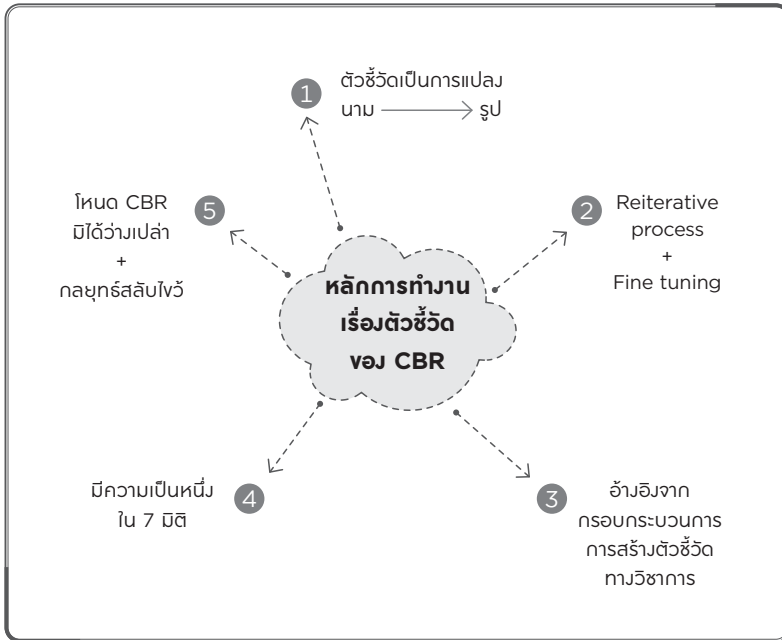 1
ตัวชี้วัดเป็นการแปลง
นาม ⟶ รูป
2
Reiterative
process
+
Fine tuning
3
อ้างอิงจาก
กรอบกระบวนการ
การสร้างตัวชี้วัด
ทางวิชาการ
4
มีความเป็นหนึ่ง
ใน 7 มิติ
5
โหนด CBR
มิได้ว่างเปล่า
+
กลยุทธ์สลับไขว้
หลักการทำงาน
เรื่องตัวชี้วัด
ของ CBR